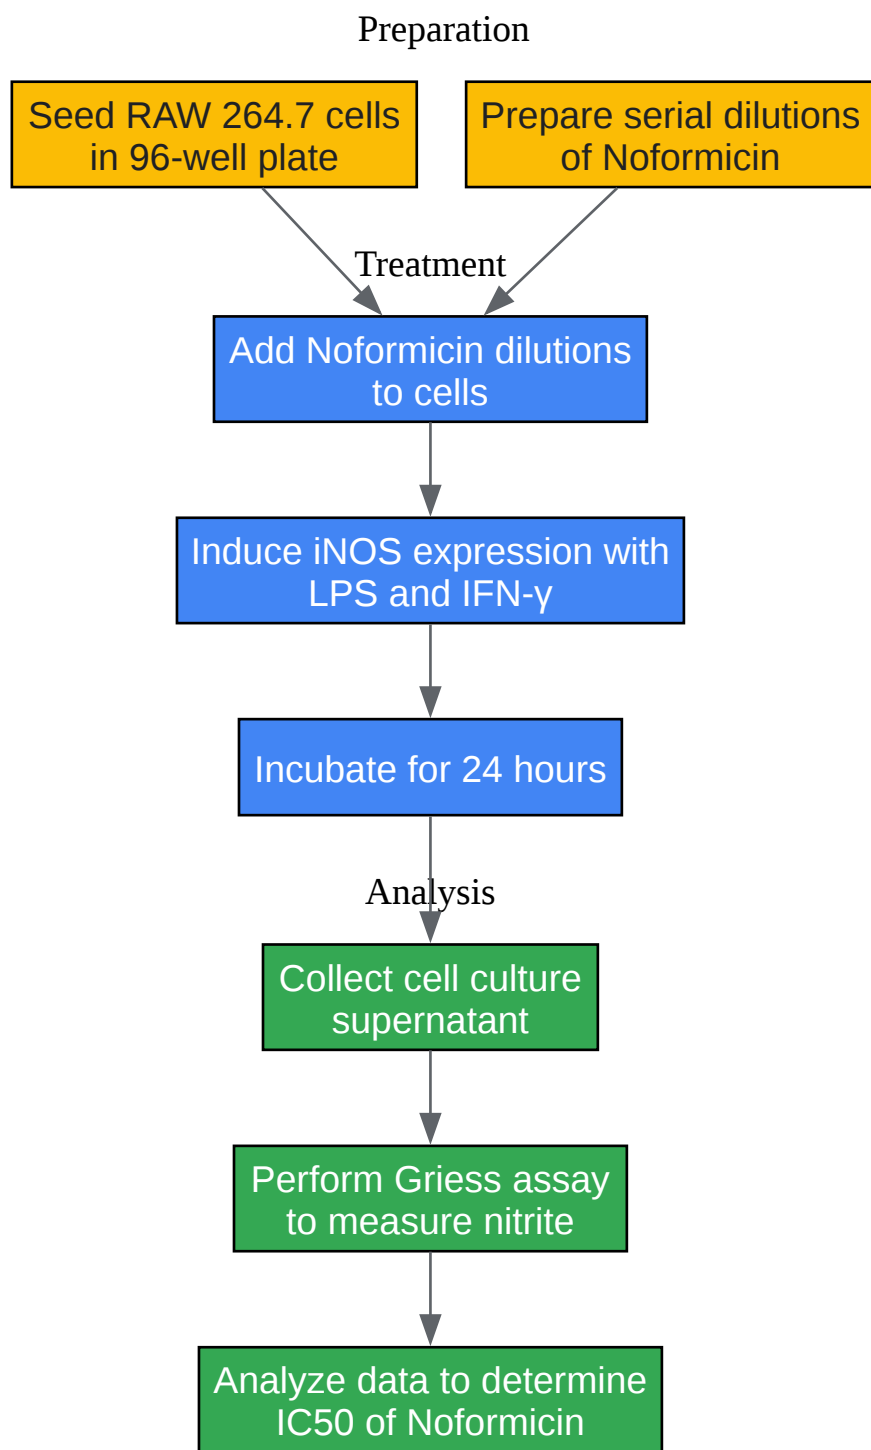 Preparation
Seed RAW 264.7 cells
in 96-well plate
Prepare serial dilutions
of Noformicin
Treatment
Add Noformicin dilutions
to cells
Induce iNOS expression with
LPS and IFN-γ
Incubate for 24 hours
Analysis
Collect cell culture
supernatant
Perform Griess assay
to measure nitrite
Analyze data to determine
IC50 of Noformicin